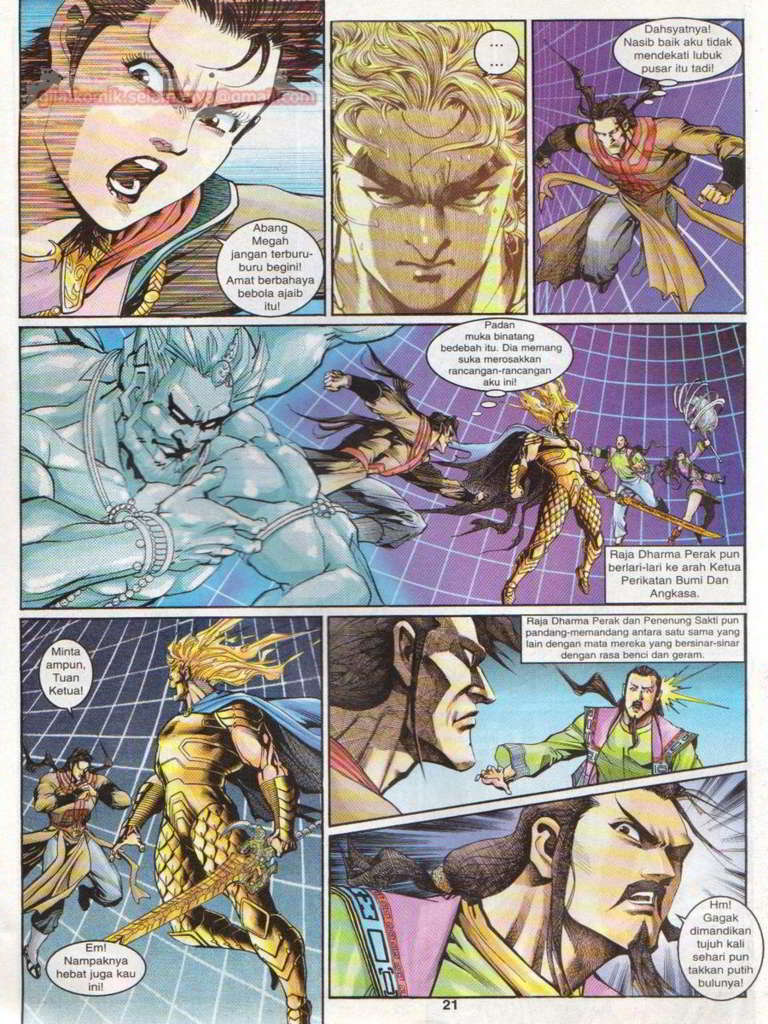 Abang
Megah
jangan terburu-
buru begini!
Amat berbahaya
bebola ajaib
itu!
...
...
Dahsyatnya!
Nasib baik aku tidak
mendekati lubuk
pusar itu tadi!
Padan
muka binatang
bedebah itu. Dia memang
suka merosakkan
rancangan-rancangan
aku ini!
Raja Dharma Perak pun
berlari-lari ke arah Ketua
Perikatan Bumi Dan
Angkasa.
Minta
ampun,
Tuan
Ketua!
Em!
Nampaknya
hebat juga kau
ini!
Raja Dharma Perak dan Penenung Sakti pun
pandang-memandang antara satu sama yang
lain dengan mata mereka yang bersinar-sinar
dengan rasa benci dan geram.
Hm!
Gagak
dimandikan
tujuh kali
sehari pun
takkan putih
bulunya!
21